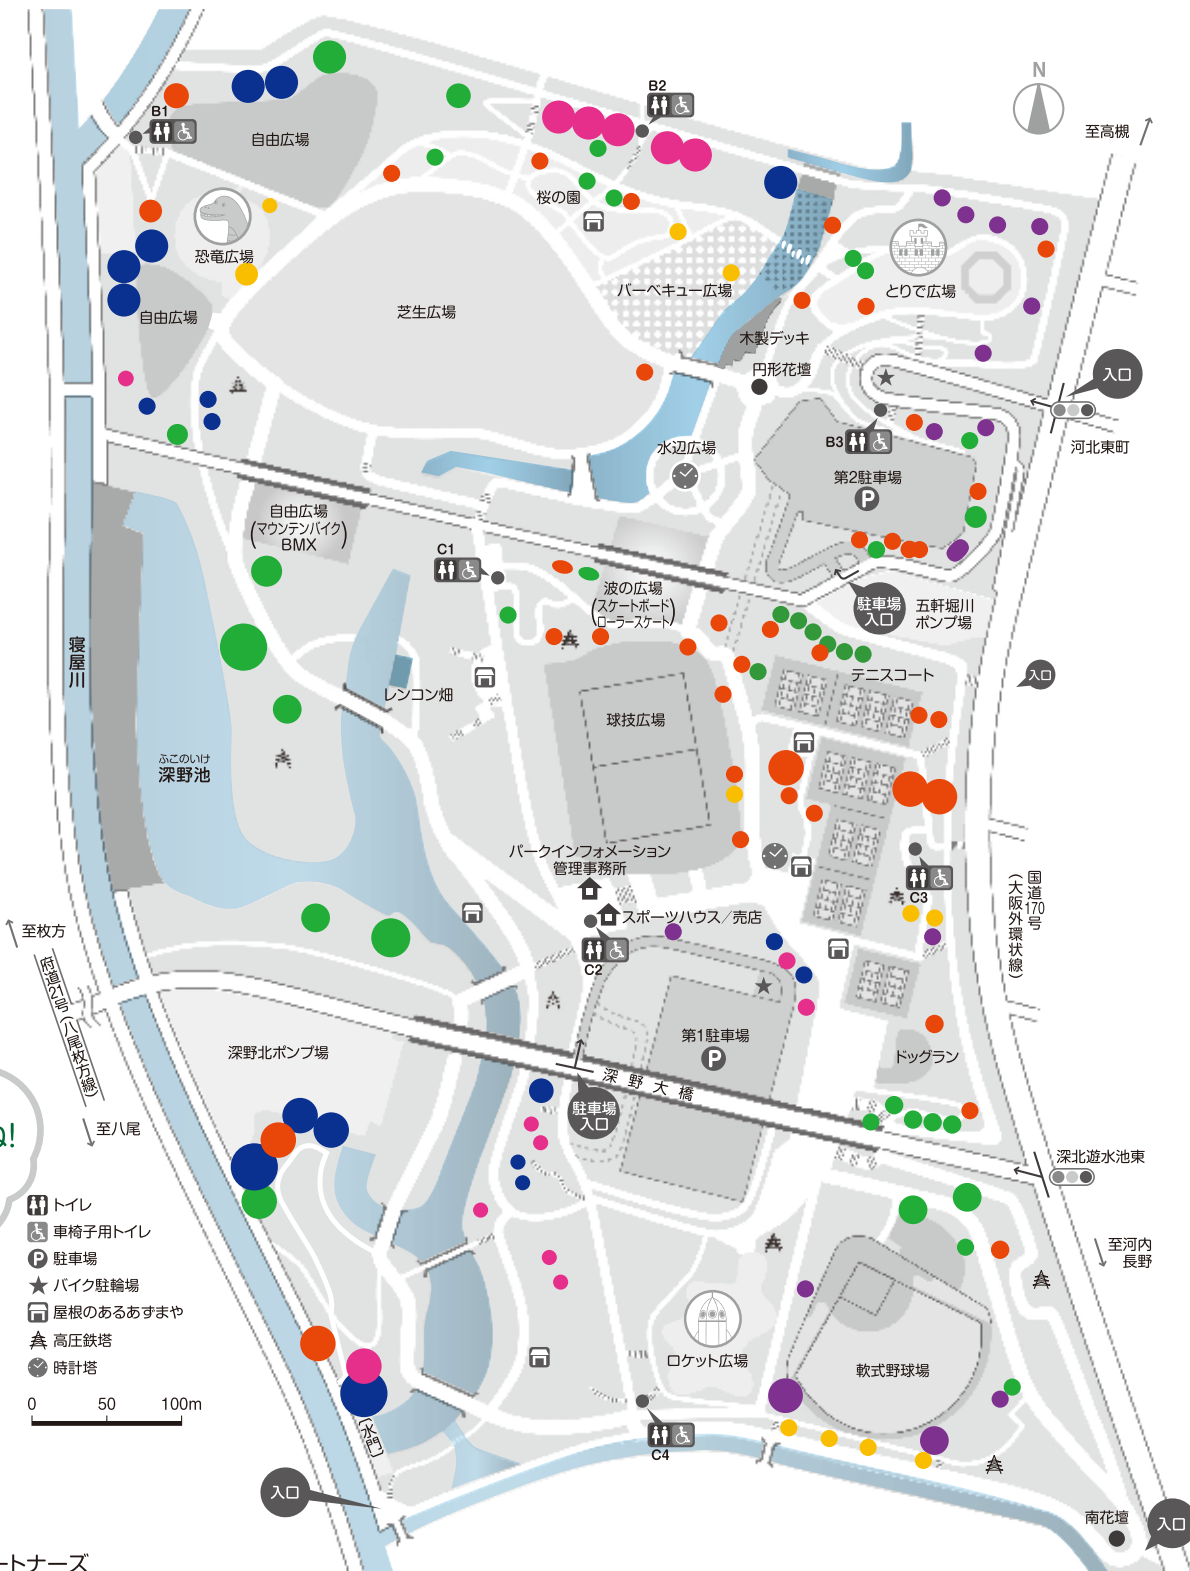 N
至高槻
B1
B2
自由広場
桜の園
恐竜広場
とりで広場
バーベキュー広場
自由広場
芝生広場
木製デッキ
円形花壇
入口
B3
河北東町
水辺広場
第2駐車場
P
自由広場
(マウンテンバイク)
BMX
C1
波の広場
(スケートボード
ローラースケート)
駐車場
入口
五軒堀川
ポンプ場
寝屋川
テニスコート
入口
レンコン畑
球技広場
ふこのいけ
深野池
パークインフォメーション
管理事務所
スポーツハウス/売店
C2
C3
国道170号
(大阪外環状線)
至枚方
府道21号(八尾枚方線)
深野北ポンプ場
第1駐車場
P
ドッグラン
深野大橋
駐車場
入口
ね!
至八尾
深北遊水池東
至河内
長野
トイレ
車椅子用トイレ
P 駐車場
バイク駐輪場
屋根のあるあずまや
高圧鉄塔
時計塔
0 50 100m
ロケット広場
軟式野球場
(水門)
C4
入口
南花壇
入口
ートナーズ